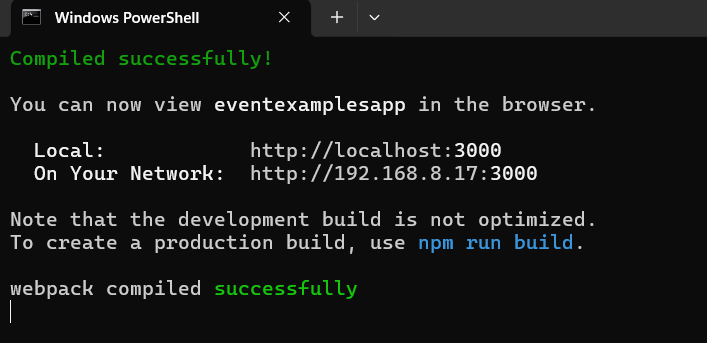 Windows PowerShell
Compiled successfully!
You can now view eventexamplesapp in the browser.
Local: http://localhost:3000
On Your Network: http://192.168.8.17:3000
Note that the development build is not optimized.
To create a production build, use npm run build.
webpack compiled successfully